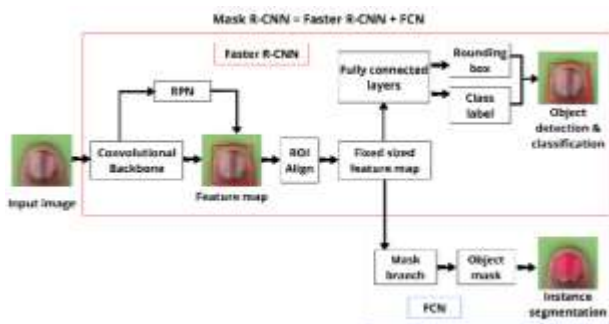 Mask R-CNN = Faster R-CNN + FCN
Faster R-CNN
RPN
Fully connected
layers
Rounding
box
Class
label
Object
detection &
classification
Input image
Convolutional
Backbone
Feature map
ROI
Align
Fixed sized
feature map
Mask
branch
Object
mask
Instance
segmentation
FCN